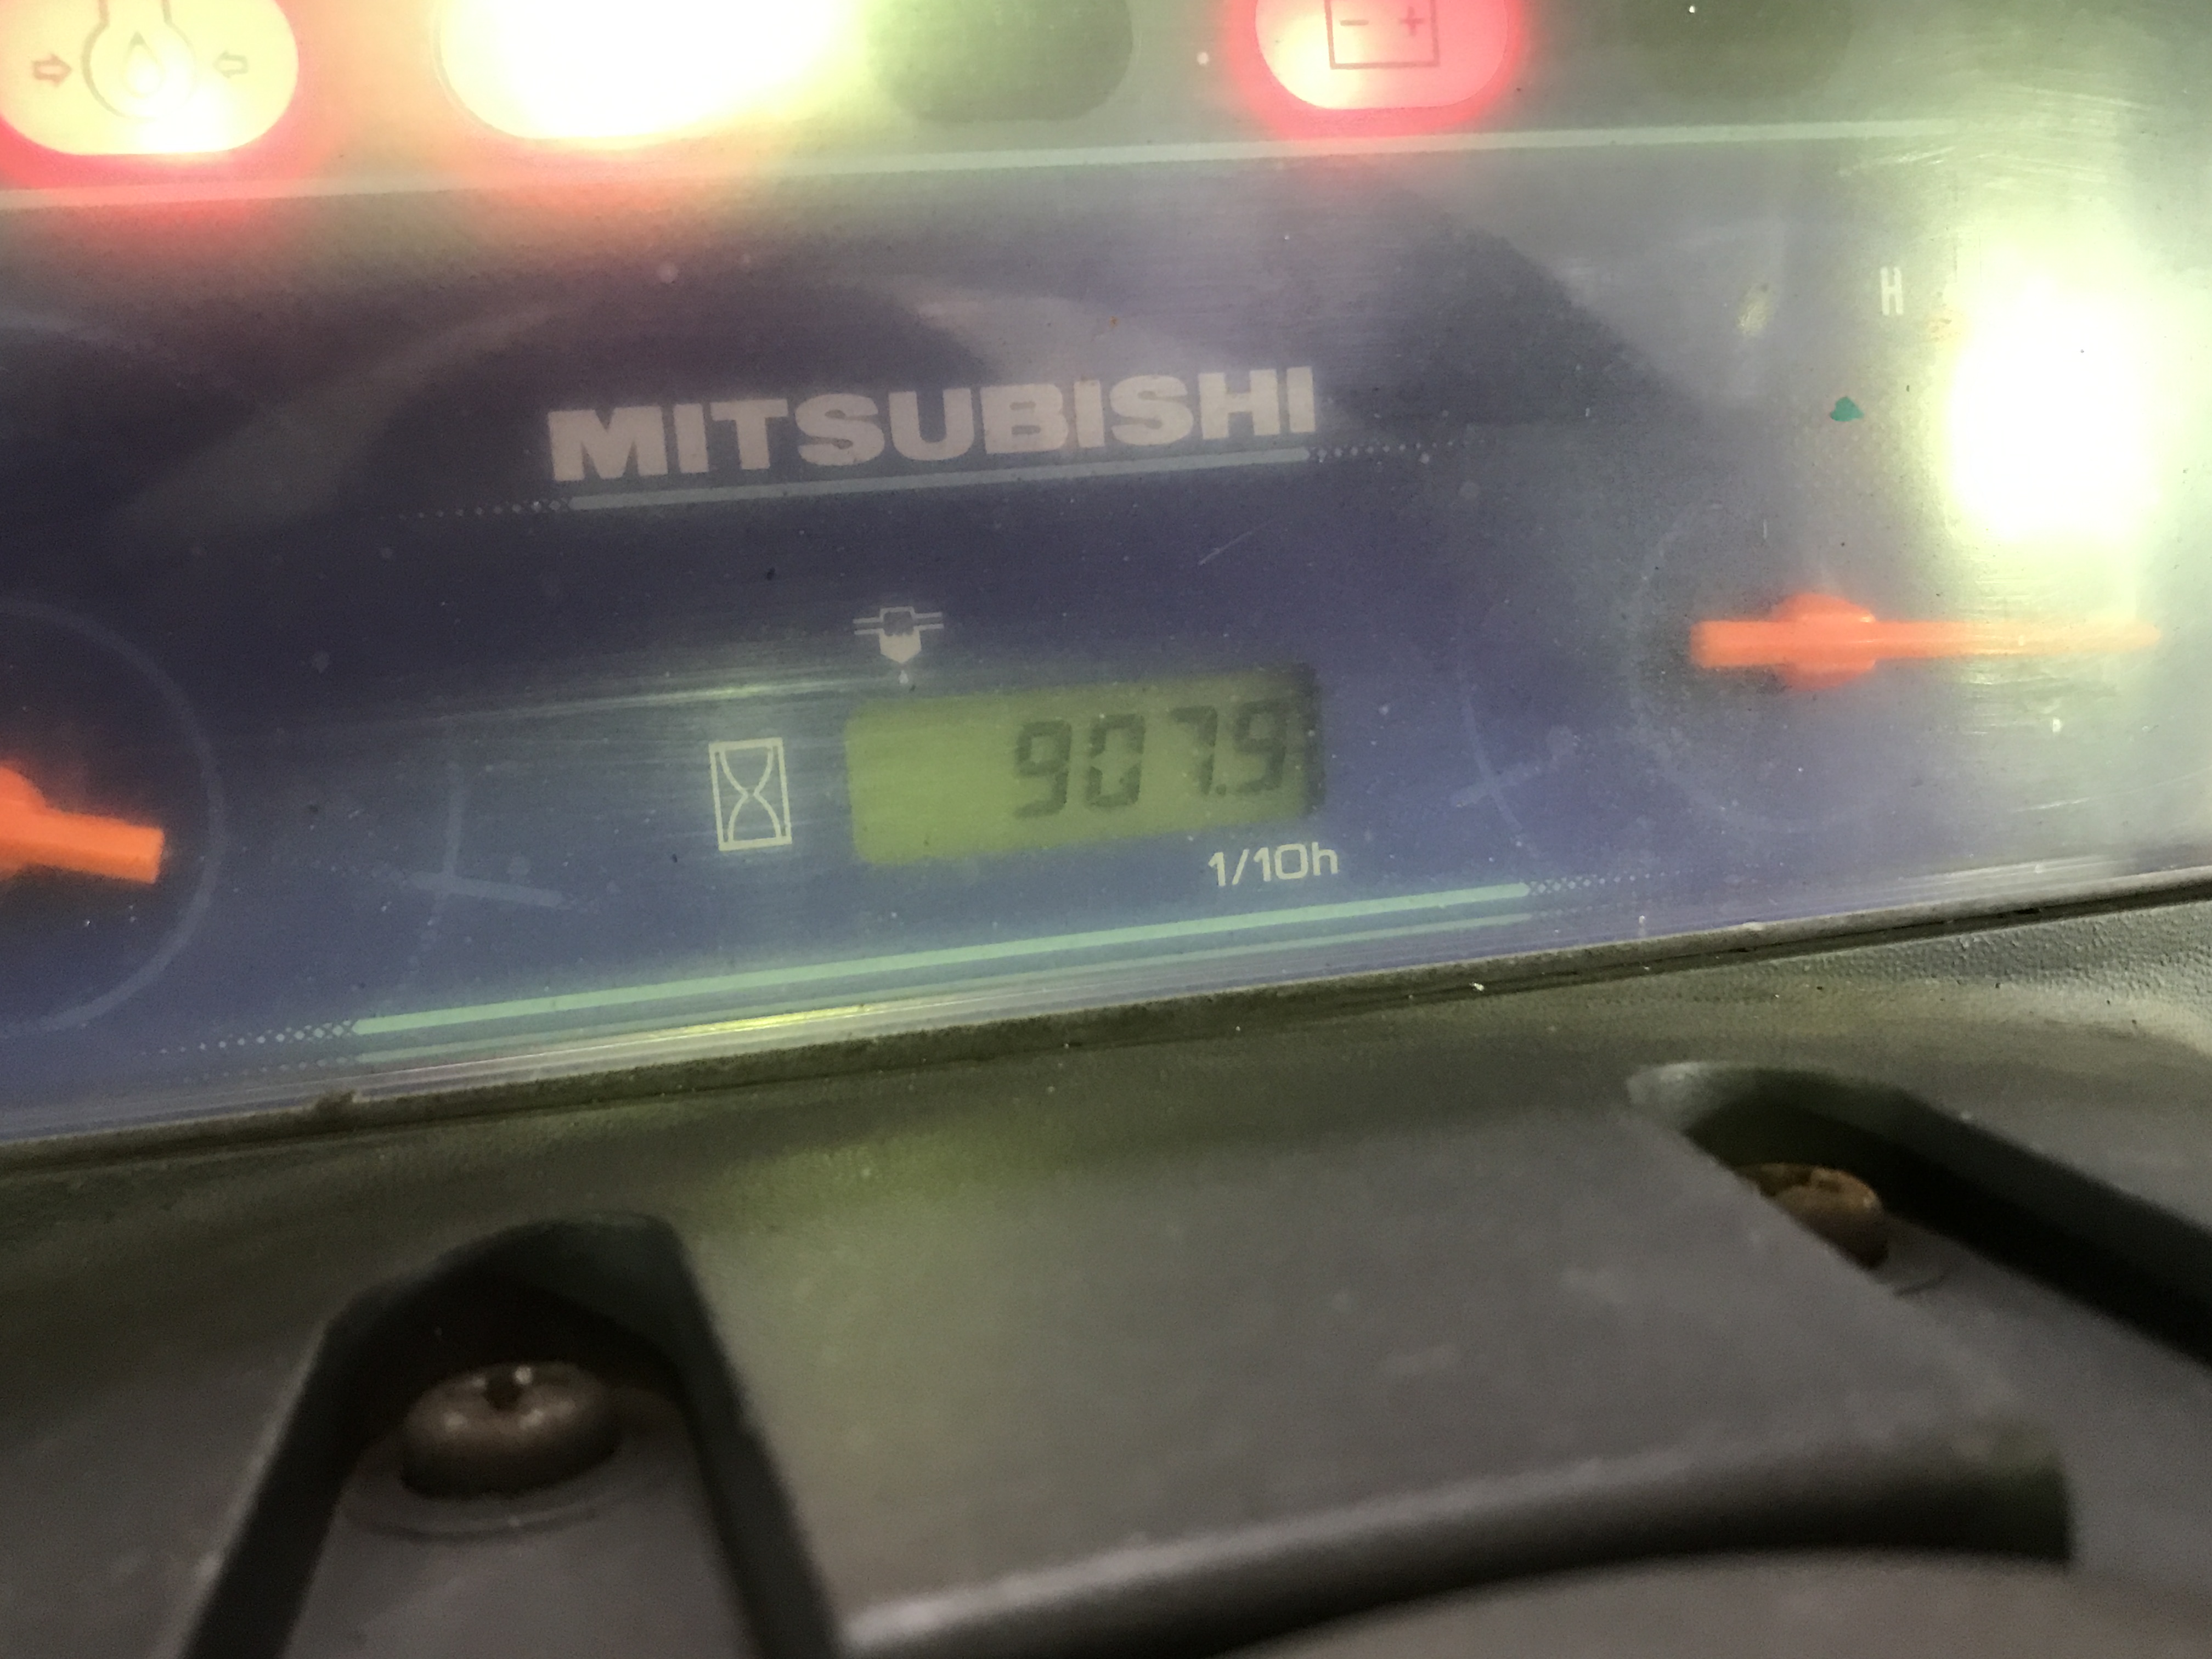 - +
H
MITSUBISHI
907.9
1/10h